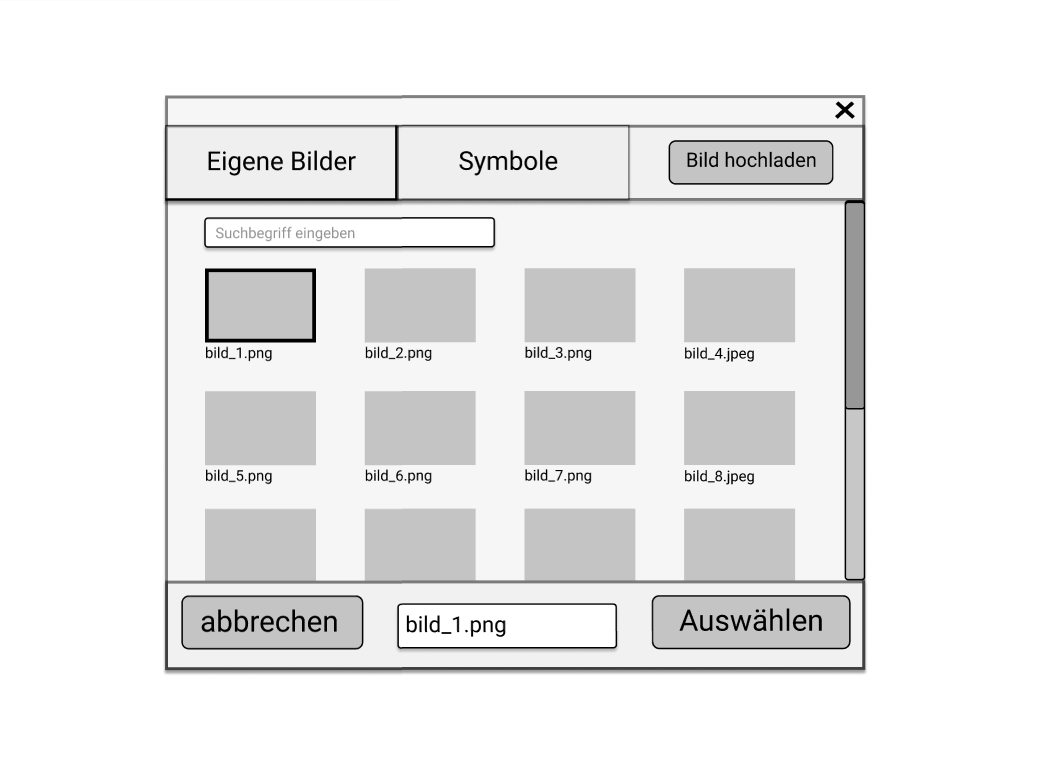 Eigene Bilder
Symbole
Bild hochladen
Suchbegriff eingeben
bild_1.png
bild_2.png
bild_3.png
bild_4.jpeg
bild_5.png
bild_6.png
bild_7.png
bild_8.jpeg
abbrechen
bild_1.png
Auswählen